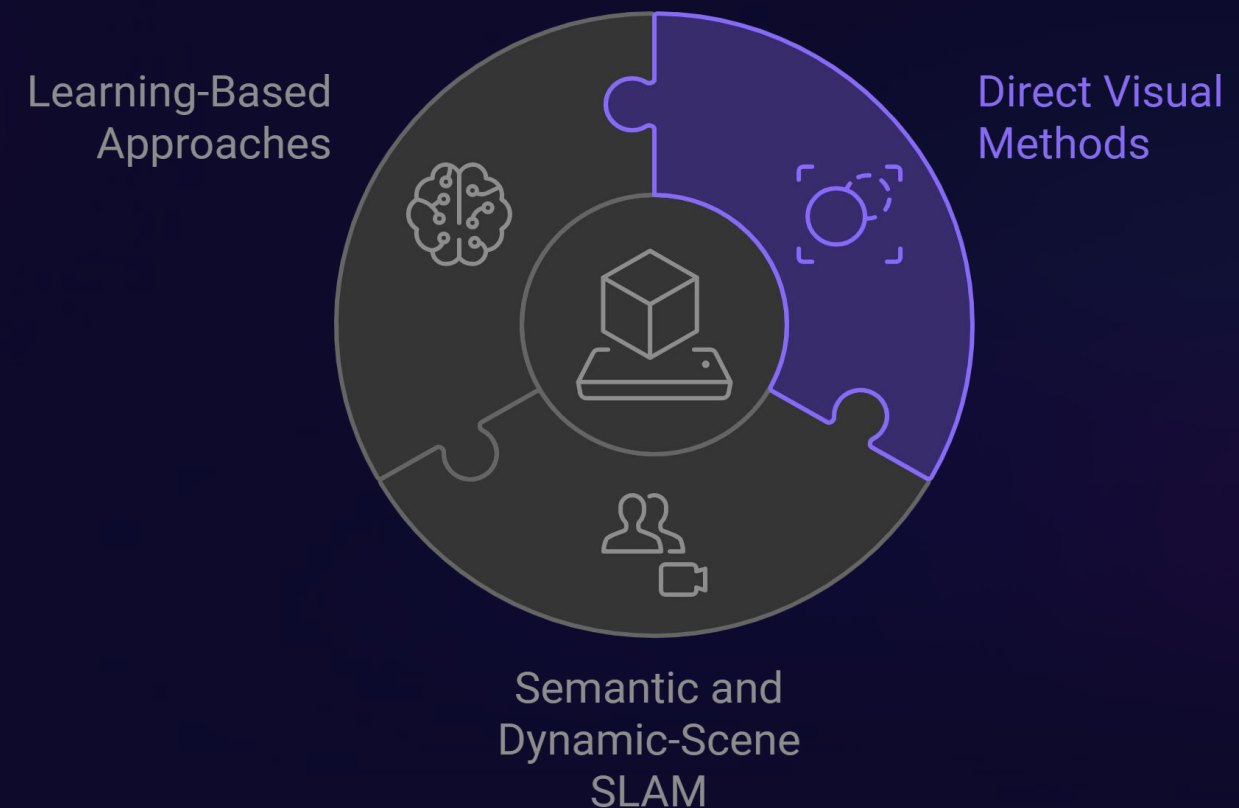 Learning-Based
Approaches
Direct Visual
Methods
Semantic and
Dynamic-Scene
SLAM